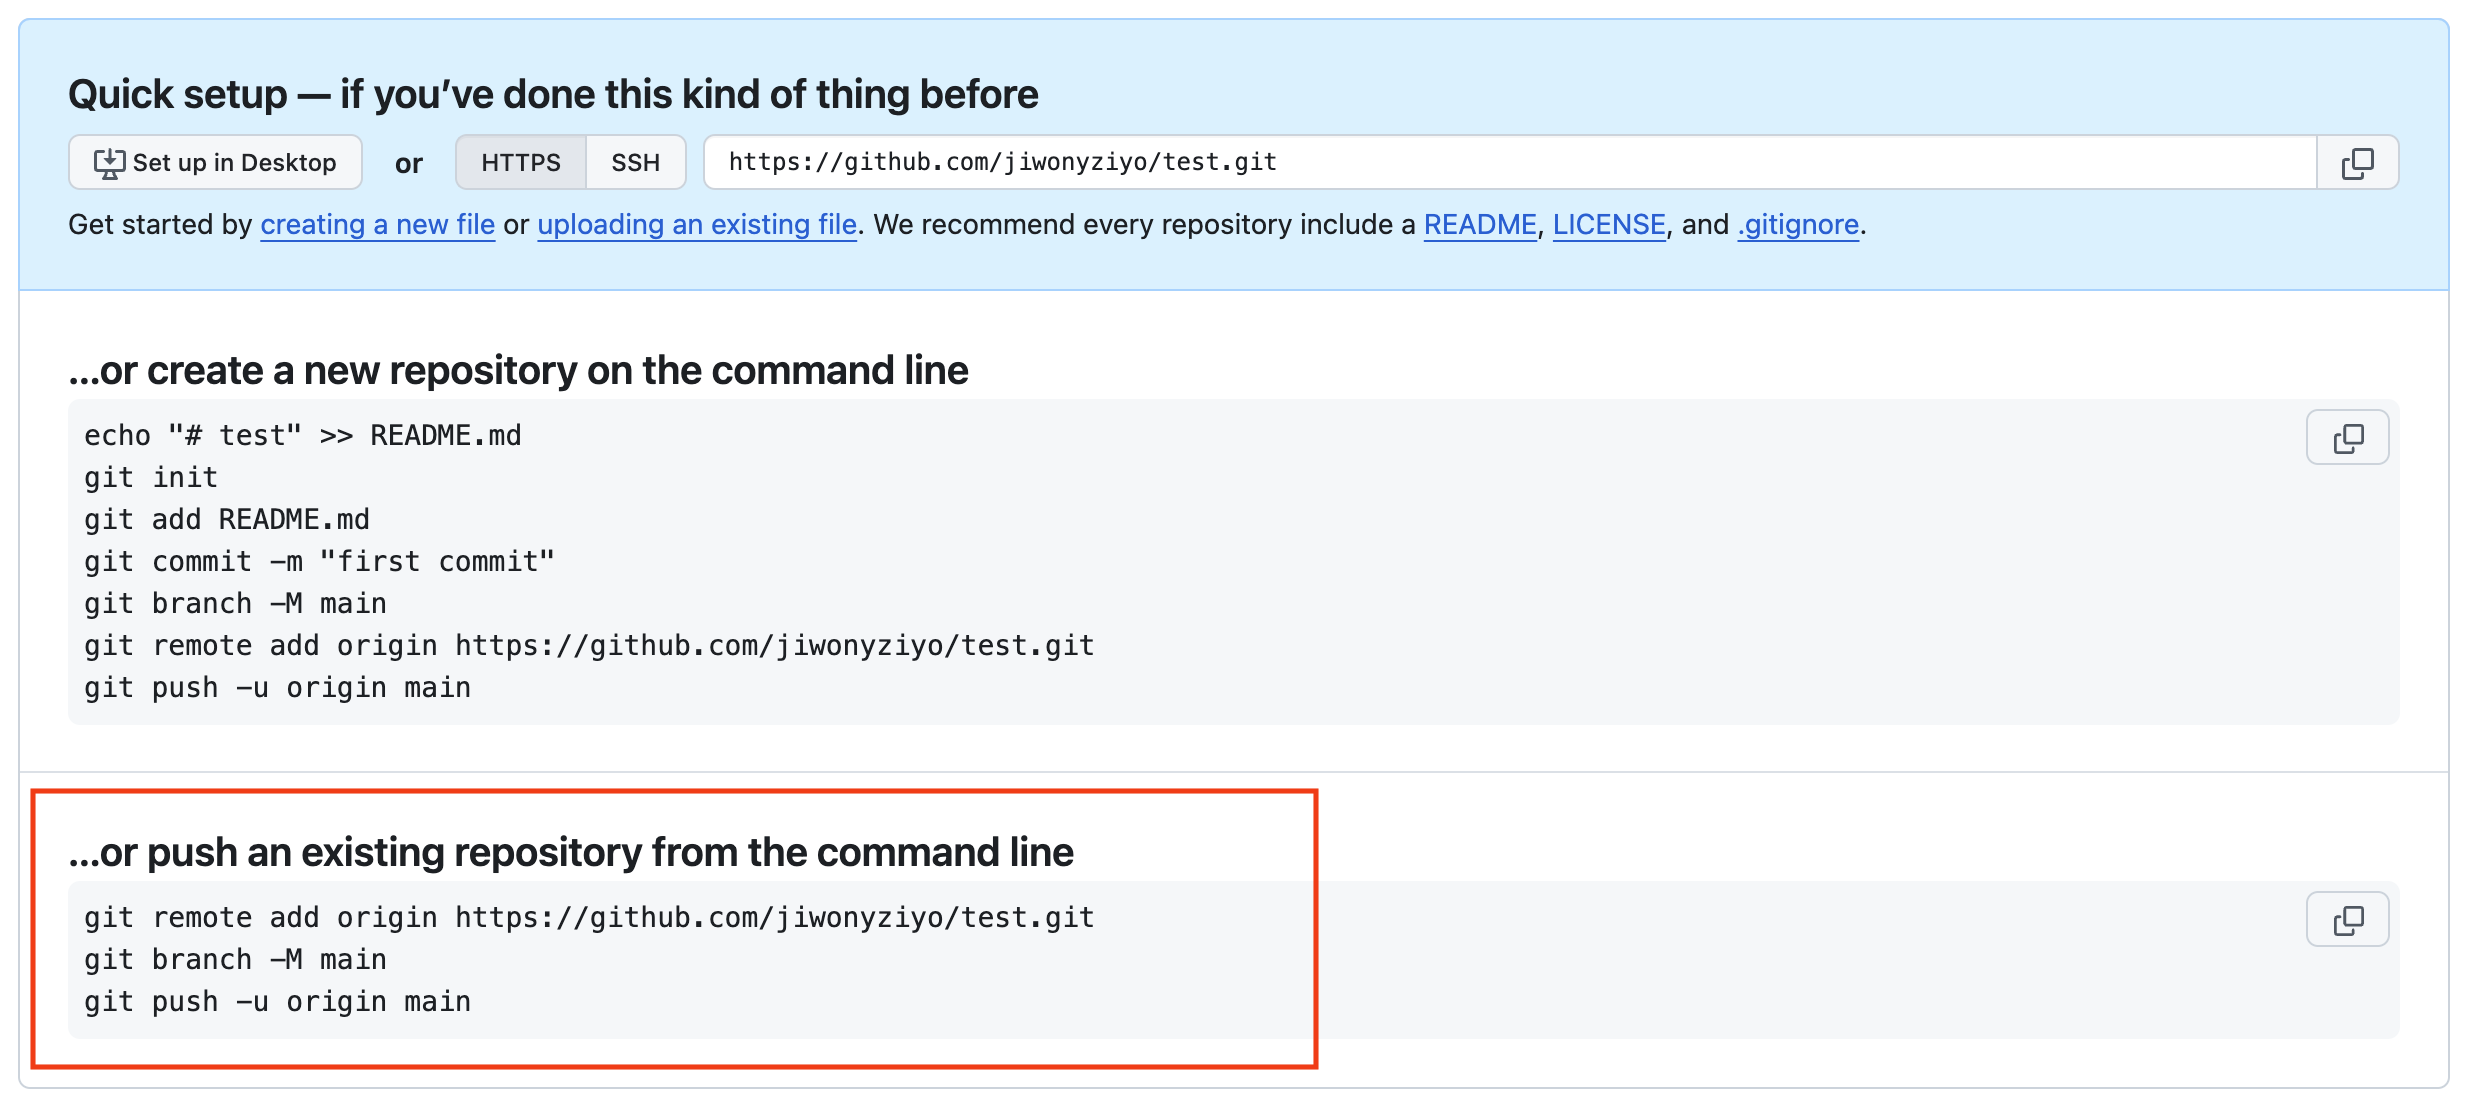 Quick setup — if you’ve done this kind of thing before
Set up in Desktop or HTTPS SSH https://github.com/jiwonyziyo/test.git
Get started by creating a new file or uploading an existing file. We recommend every repository include a README, LICENSE, and .gitignore.
…or create a new repository on the command line
echo "# test" >> README.md
git init
git add README.md
git commit -m "first commit"
git branch -M main
git remote add origin https://github.com/jiwonyziyo/test.git
git push -u origin main
…or push an existing repository from the command line
git remote add origin https://github.com/jiwonyziyo/test.git
git branch -M main
git push -u origin main